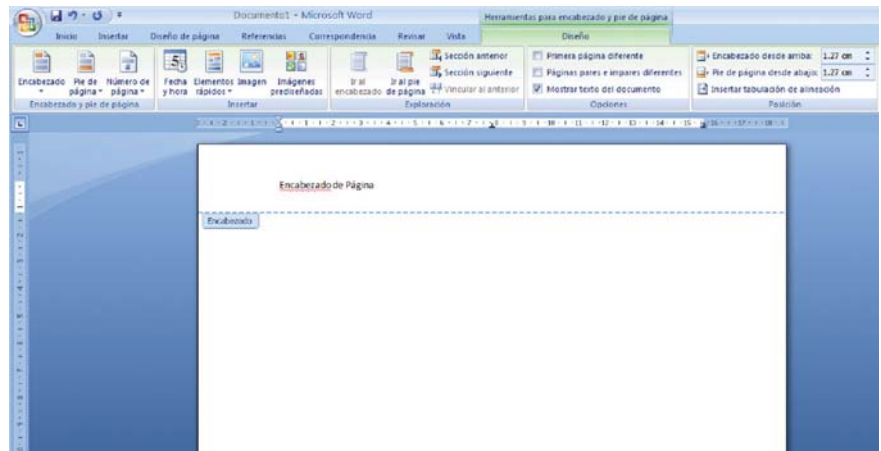 Documento1 - Microsoft Word
Herramientas para encabezado y pie de página
Inicio Insertar Diseño de página Referencias Correspondencia Revisar Vista Diseño
Encabezado
Pie de página
Número de página
Encabezado y pie de página
Fecha y hora
Elementos rápidos
Imagen
Imágenes prediseñadas
Insertar
Ir al encabezado
Ir al pie de página
Sección anterior
Sección siguiente
Vincular al anterior
Exploración
Primera página diferente
Páginas pares e impares diferentes
Mostrar texto del documento
Opciones
Encabezado desde arriba: 1.27 cm
Pie de página desde abajo: 1.27 cm
Insertar tabulación de alineación
Posición
Encabezado de Página
Encabezado